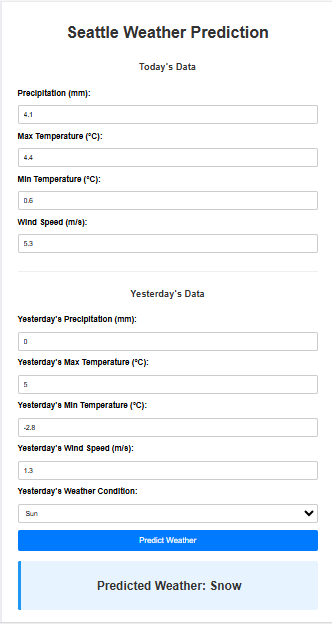 Seattle Weather Prediction
Today's Data
Precipitation (mm):
4.1
Max Temperature (°C):
4.4
Min Temperature (°C):
0.6
Wind Speed (m/s):
5.3
Yesterday's Data
Yesterday's Precipitation (mm):
0
Yesterday's Max Temperature (°C):
5
Yesterday's Min Temperature (°C):
-2.8
Yesterday's Wind Speed (m/s):
1.3
Yesterday's Weather Condition:
Sun
Predict Weather
Predicted Weather: Snow